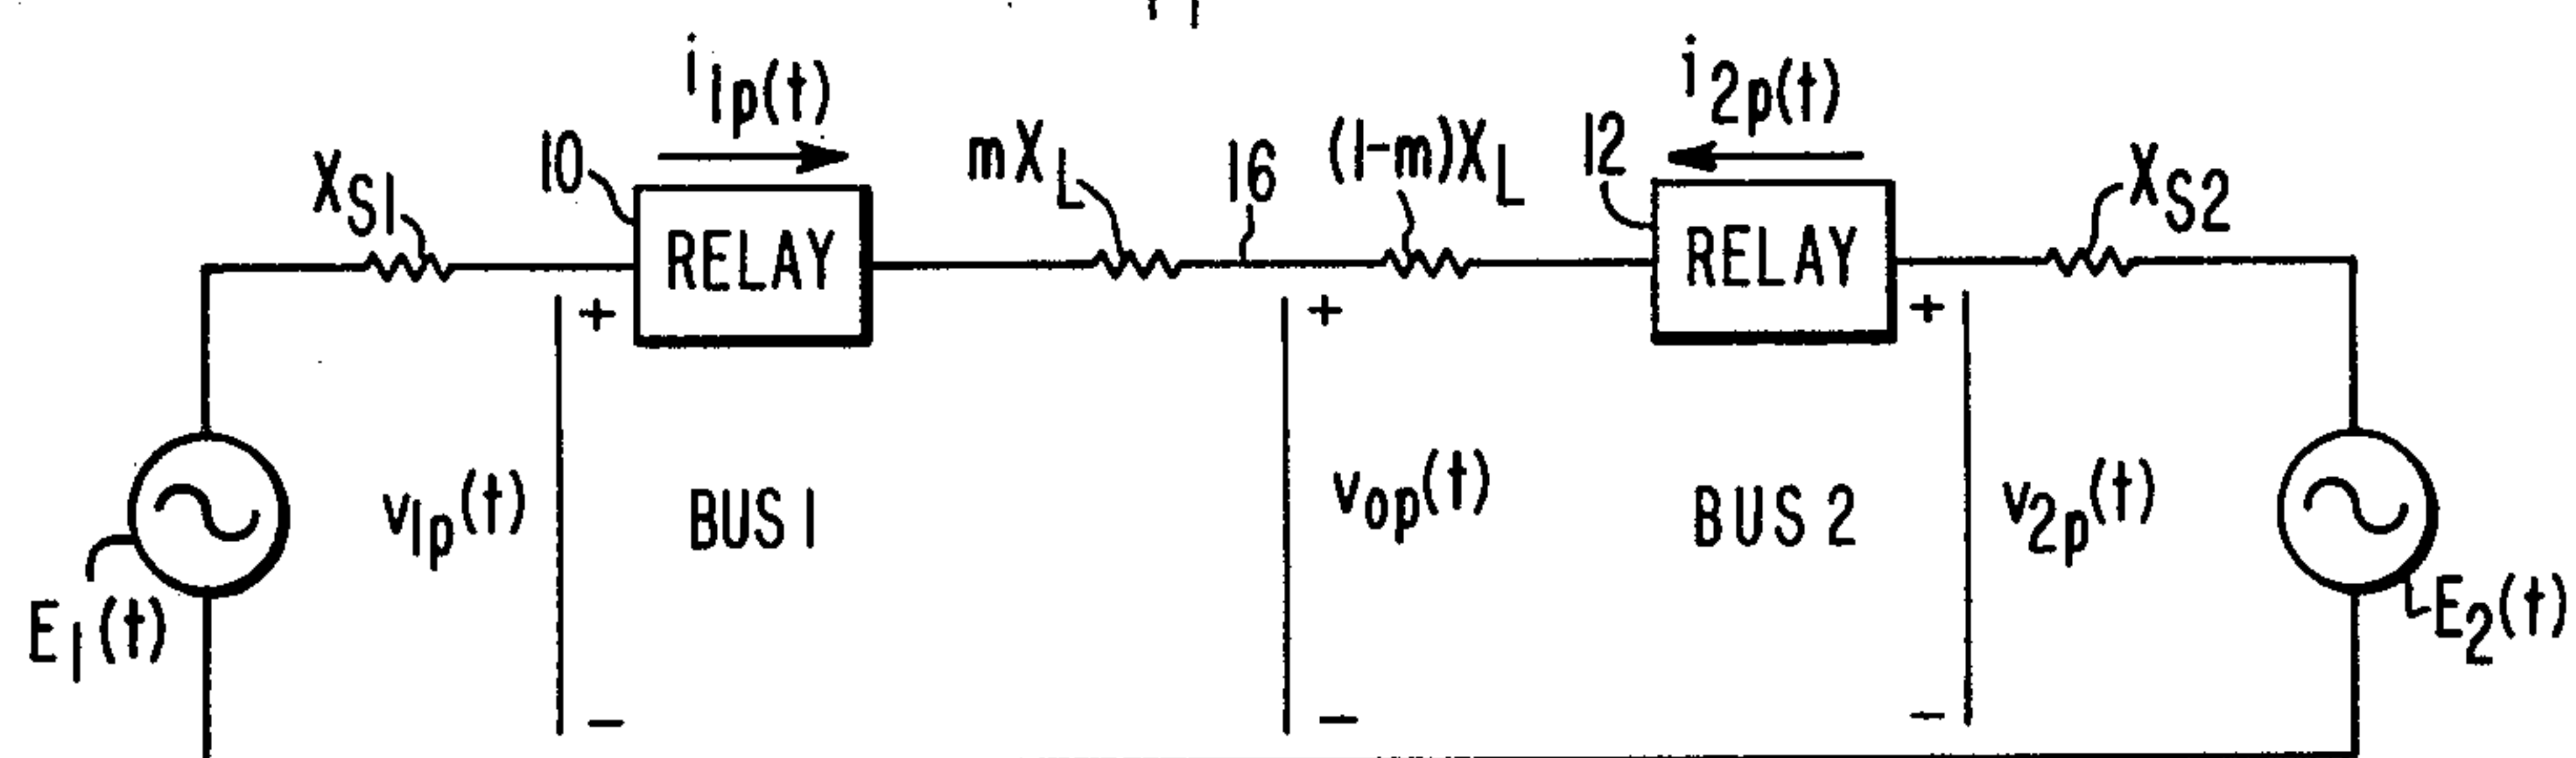 i1p(t)
i2p(t)
XS1
10
mXL
16
(1-m)XL
12
XS2
RELAY
RELAY
+
+
+
v1p(t)
BUS 1
vop(t)
BUS 2
v2p(t)
E1(t)
E2(t)
−
−
−